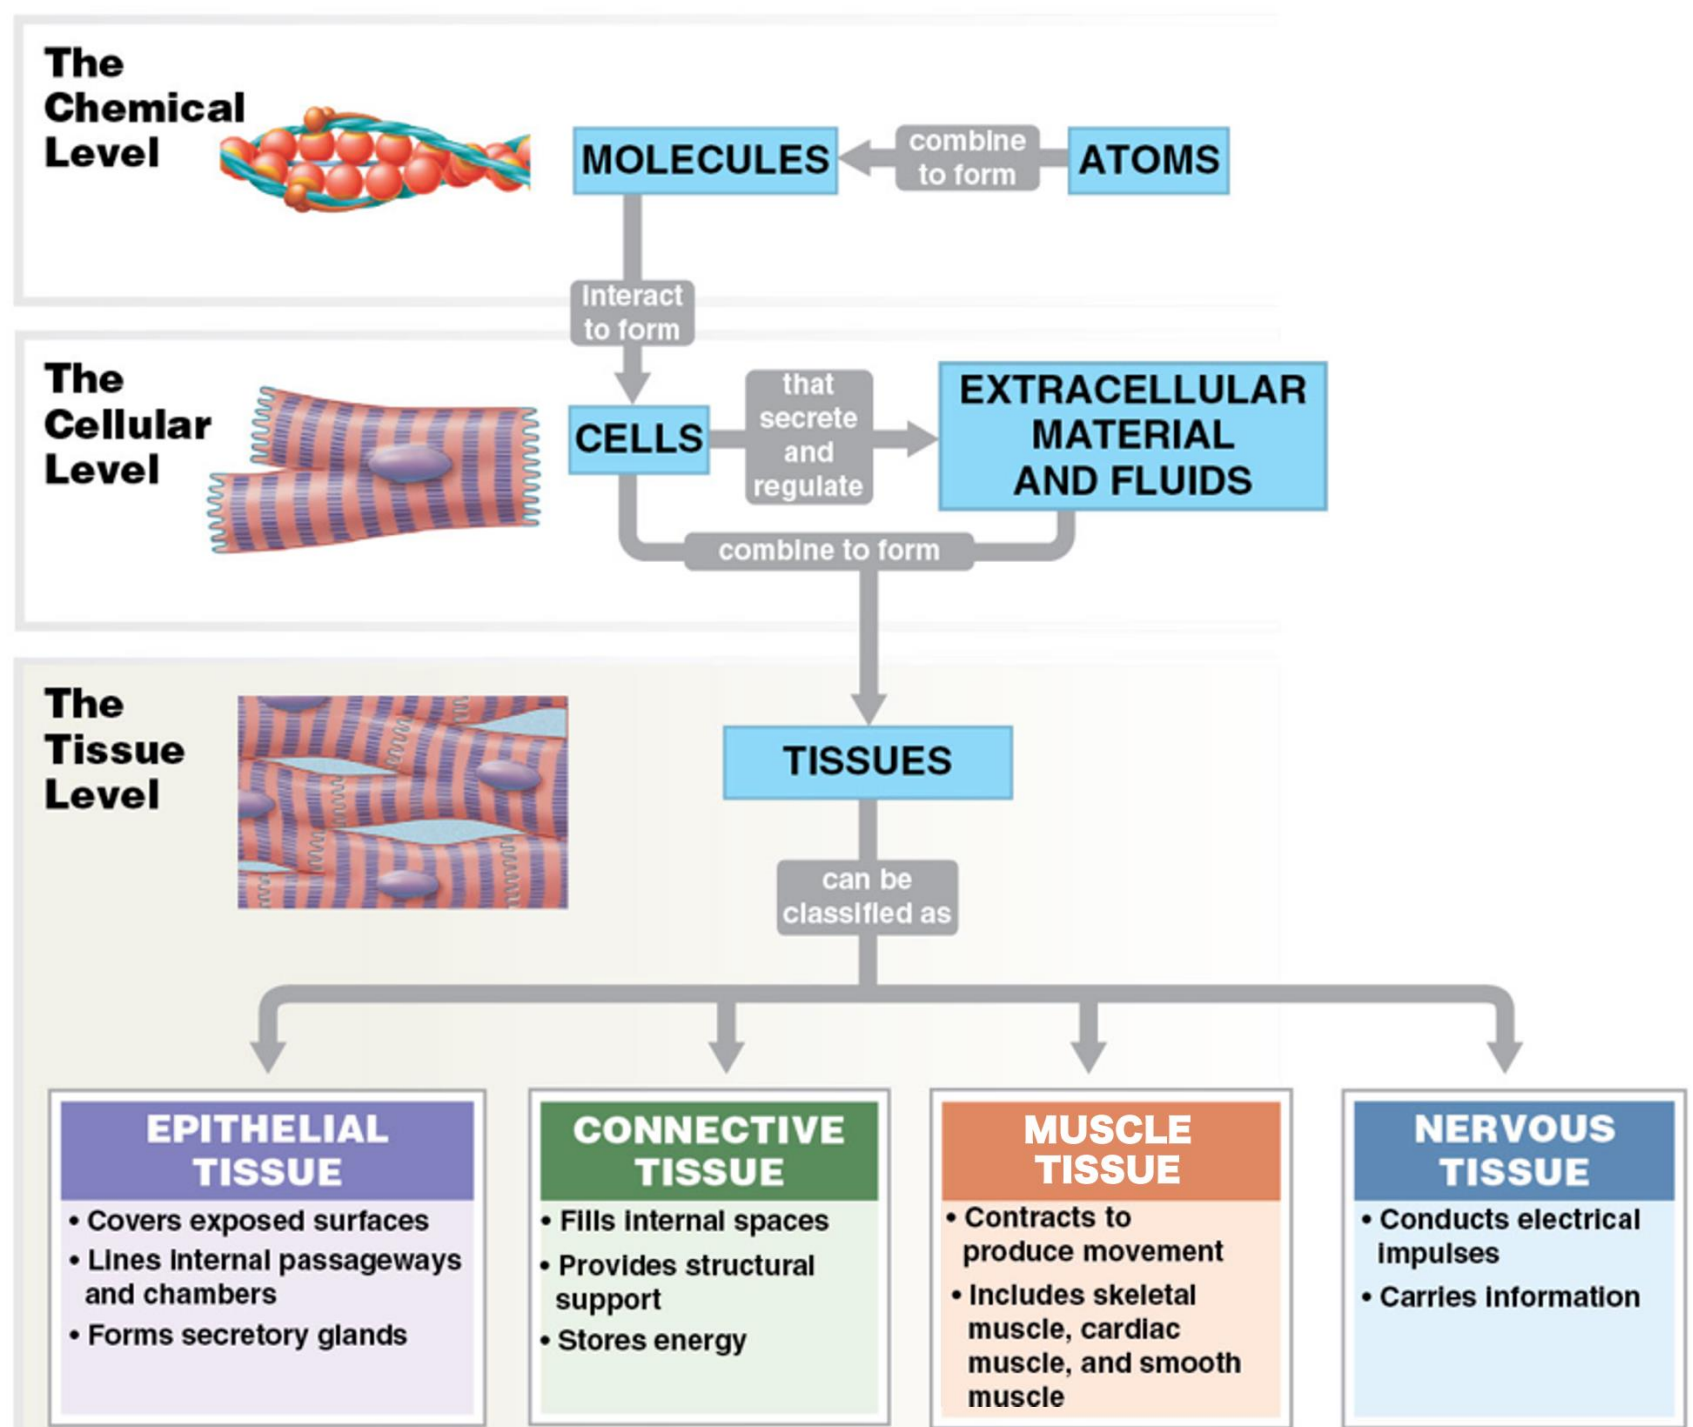 The
Chemical
Level
MOLECULES
combine
to form
ATOMS
Interact
to form
The
Cellular
Level
CELLS
that
secrete
and
regulate
EXTRACELLULAR
MATERIAL
AND FLUIDS
combine to form
The
Tissue
Level
TISSUES
can be
classified as
EPITHELIAL
TISSUE
• Covers exposed surfaces
• Lines internal passageways
and chambers
• Forms secretory glands
CONNECTIVE
TISSUE
• Fills internal spaces
• Provides structural
support
• Stores energy
MUSCLE
TISSUE
• Contracts to
produce movement
• Includes skeletal
muscle, cardiac
muscle, and smooth
muscle
NERVOUS
TISSUE
• Conducts electrical
impulses
• Carries information